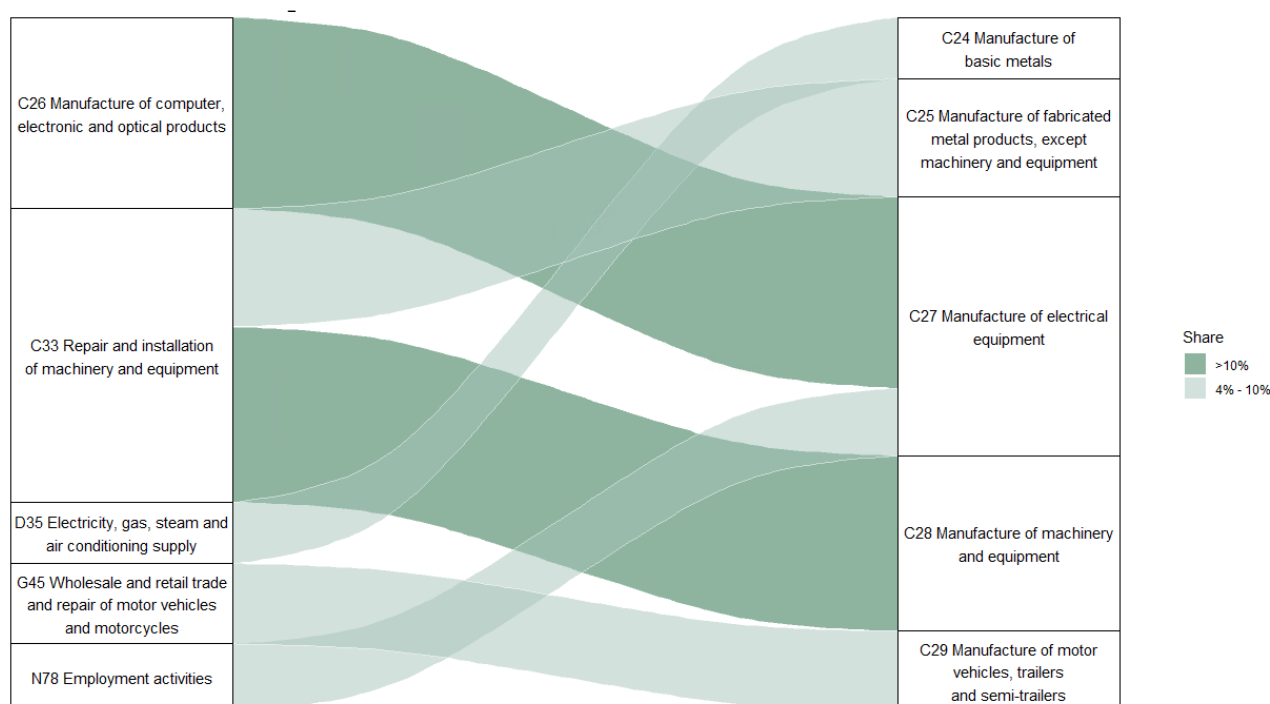 C26 Manufacture of computer,
electronic and optical products
C33 Repair and installation
of machinery and equipment
D35 Electricity, gas, steam and
air conditioning supply
G45 Wholesale and retail trade
and repair of motor vehicles
and motorcycles
N78 Employment activities
C24 Manufacture of
basic metals
C25 Manufacture of fabricated
metal products, except
machinery and equipment
C27 Manufacture of electrical
equipment
C28 Manufacture of machinery
and equipment
C29 Manufacture of motor
vehicles, trailers
and semi-trailers
Share
>10%
4% - 10%